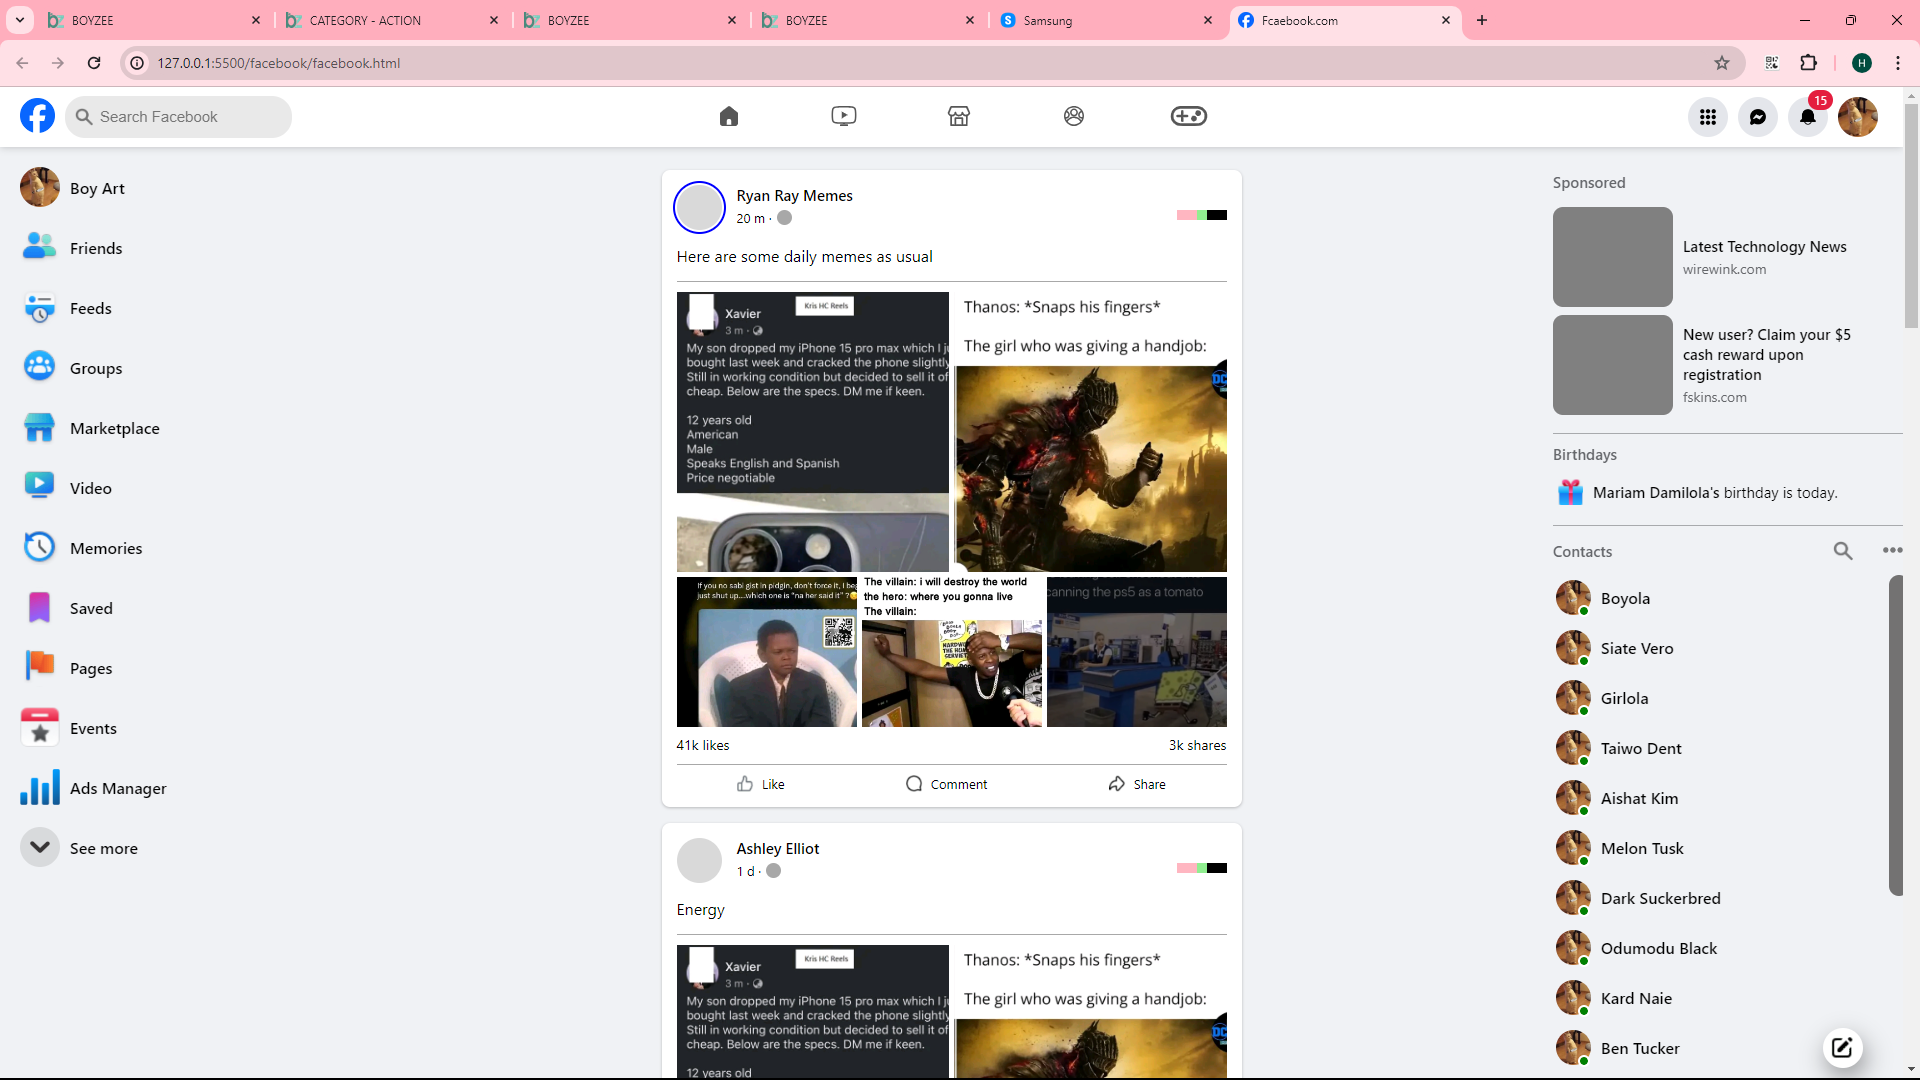 BOYZEE
CATEGORY - ACTION
BOYZEE
BOYZEE
Samsung
Fcaebook.com
127.0.0.1:5500/facebook/facebook.html
H
Search Facebook
15
Boy Art
Friends
Feeds
Groups
Marketplace
Video
Memories
Saved
Pages
Events
Ads Manager
See more
Ryan Ray Memes
20 m ·
Here are some daily memes as usual
Xavier
Kris HC Reels
3 m ·
My son dropped my iPhone 15 pro max which I
bought last week and cracked the phone slightly
Still in working condition but decided to sell it
cheap. Below are the specs. DM me if keen.
12 years old
American
Male
Speaks English and Spanish
Price negotiable
Thanos: *Snaps his fingers*
The girl who was giving a handjob:
DC
If you no sabi gist in pidgin, don't force it, I
just shut up....which one is "na her said it" ?
The villain: i will destroy the world
the hero: where you gonna live
The villain:
canning the ps5 as a tomato
41k likes
3k shares
Like
Comment
Share
Ashley Elliot
1 d ·
Energy
Xavier
Kris HC Reels
3 m ·
My son dropped my iPhone 15 pro max which I
bought last week and cracked the phone slightly
Still in working condition but decided to sell it of
cheap. Below are the specs. DM me if keen.
12 years old
Thanos: *Snaps his fingers*
The girl who was giving a handjob:
DC
Sponsored
Latest Technology News
wirewink.com
New user? Claim your $5
cash reward upon
registration
fskins.com
Birthdays
Mariam Damilola's birthday is today.
Contacts
Boyola
Siate Vero
Girlola
Taiwo Dent
Aishat Kim
Melon Tusk
Dark Suckerbred
Odumodu Black
Kard Naie
Ben Tucker